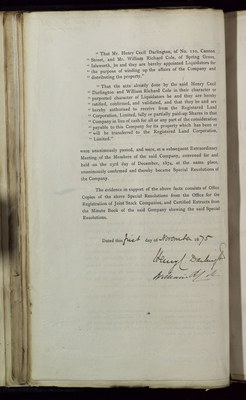 " That Mr. Henry Cecil Darlington, of No. 110, Cannon
" Street, and Mr. William Richard Cole, of Spring Grove,
" Isleworth, be and they are hereby appointed Liquidators for
" the purpose of winding up the affairs of the Company and
" distributing the property."
" That the acts already done by the said Henry Cecil
" Darlington and William Richard Cole in their character or
" purported character of Liquidators be and they are hereby
" ratified, confirmed, and validated, and that they be and are
" hereby authorised to receive from the Registered Land
" Corporation, Limited, fully or partially paid-up Shares in that
" Company in lieu of cash for all or any part of the consideration
" payable to this Company for the property which has been or
" will be transferred to the Registered Land Corporation,
" Limited."
were unanimously passed, and were, at a subsequent Extraordinary
Meeting of the Members of the said Company, convened for and
held on the 23rd day of December, 1874, at the same place,
unanimously confirmed and thereby became Special Resolutions of
the Company.
The evidence in support of the above facts consists of Office
Copies of the above Special Resolutions from the Office for the
Registration of Joint Stock Companies, and Certified Extracts from
the Minute Book of the said Company shewing the said Special
Resolutions.
Dated this first day of November 1875
Henry
William